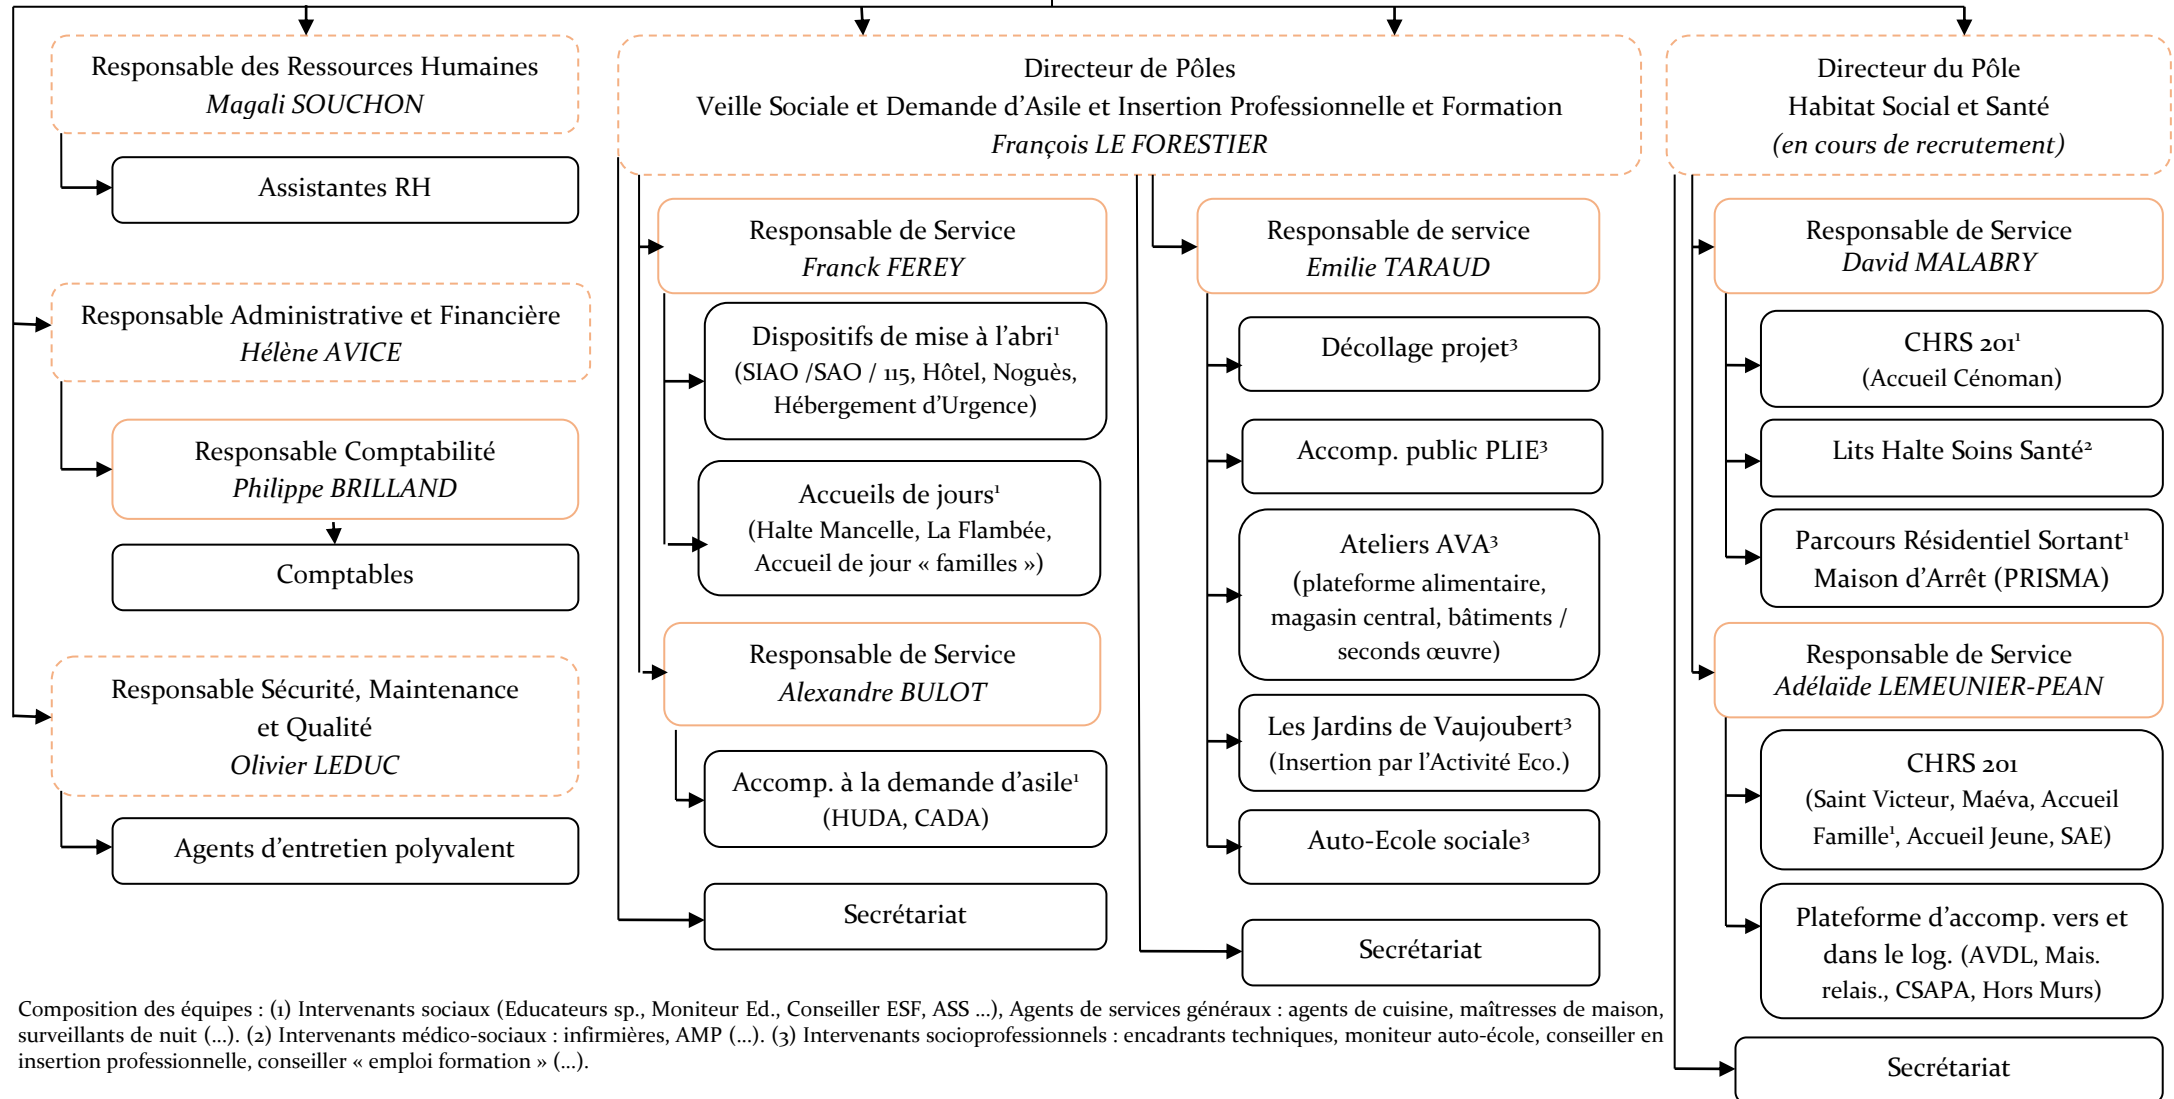 Responsable des Ressources Humaines
Magali SOUCHON
Assistantes RH
Responsable Administrative et Financière
Hélène AVICE
Responsable Comptabilité
Philippe BRILLAND
Comptables
Responsable Sécurité, Maintenance
et Qualité
Olivier LEDUC
Agents d’entretien polyvalent
Directeur de Pôles
Veille Sociale et Demande d’Asile et Insertion Professionnelle et Formation
François LE FORESTIER
Responsable de Service
Franck FEREY
Dispositifs de mise à l’abri¹
(SIAO /SAO / 115, Hôtel, Noguès,
Hébergement d’Urgence)
Accueils de jours¹
(Halte Mancelle, La Flambée,
Accueil de jour « familles »)
Responsable de Service
Alexandre BULOT
Accomp. à la demande d’asile¹
(HUDA, CADA)
Secrétariat
Responsable de service
Emilie TARAUD
Décollage projet³
Accomp. public PLIE³
Ateliers AVA³
(plateforme alimentaire,
magasin central, bâtiments /
seconds œuvre)
Les Jardins de Vaujoubert³
(Insertion par l’Activité Eco.)
Auto-Ecole sociale³
Secrétariat
Directeur du Pôle
Habitat Social et Santé
(en cours de recrutement)
Responsable de Service
David MALABRY
CHRS 201¹
(Accueil Cénoman)
Lits Halte Soins Santé²
Parcours Résidentiel Sortant¹
Maison d’Arrêt (PRISMA)
Responsable de Service
Adélaïde LEMEUNIER-PEAN
CHRS 201
(Saint Victeur, Maéva, Accueil
Famille¹, Accueil Jeune, SAE)
Plateforme d’accomp. vers et
dans le log. (AVDL, Mais.
relais., CSAPA, Hors Murs)
Secrétariat
Composition des équipes : (1) Intervenants sociaux (Educateurs sp., Moniteur Ed., Conseiller ESF, ASS ...), Agents de services généraux : agents de cuisine, maîtresses de maison,
surveillants de nuit (...). (2) Intervenants médico-sociaux : infirmières, AMP (...). (3) Intervenants socioprofessionnels : encadrants techniques, moniteur auto-école, conseiller en
insertion professionnelle, conseiller « emploi formation » (...).